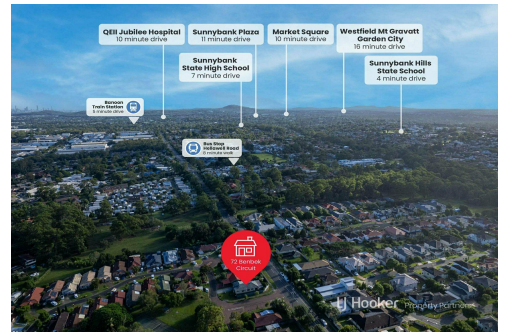 QEII Jubilee Hospital
10 minute drive
Sunnybank Plaza
11 minute drive
Market Square
10 minute drive
Westfield Mt Gravatt
Garden City
16 minute drive
Sunnybank
State High School
7 minute drive
Sunnybank Hills
State School
4 minute drive
Banoon
Train Station
5 minute drive
Bus Stop
Hellawell Road
6 minute walk
72 Benbek
Circuit
LJ Hooker Property Partners